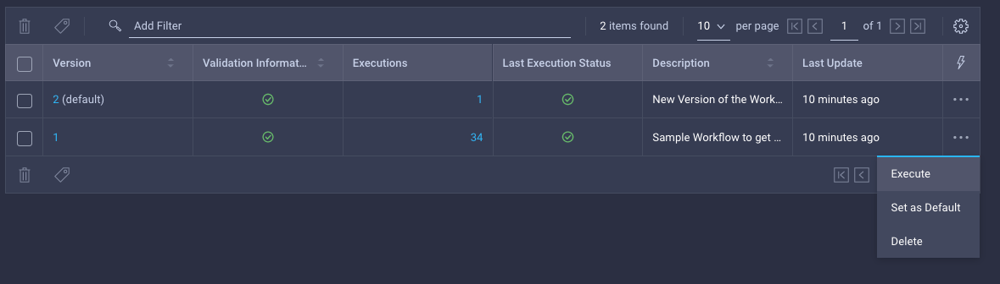 Add Filter 2 items found 10 per page 1 of 1
Version Validation Informat... Executions Last Execution Status Description Last Update
2 (default) 1 New Version of the Work... 10 minutes ago
1 34 Sample Workflow to get ... 10 minutes ago
Execute
Set as Default
Delete